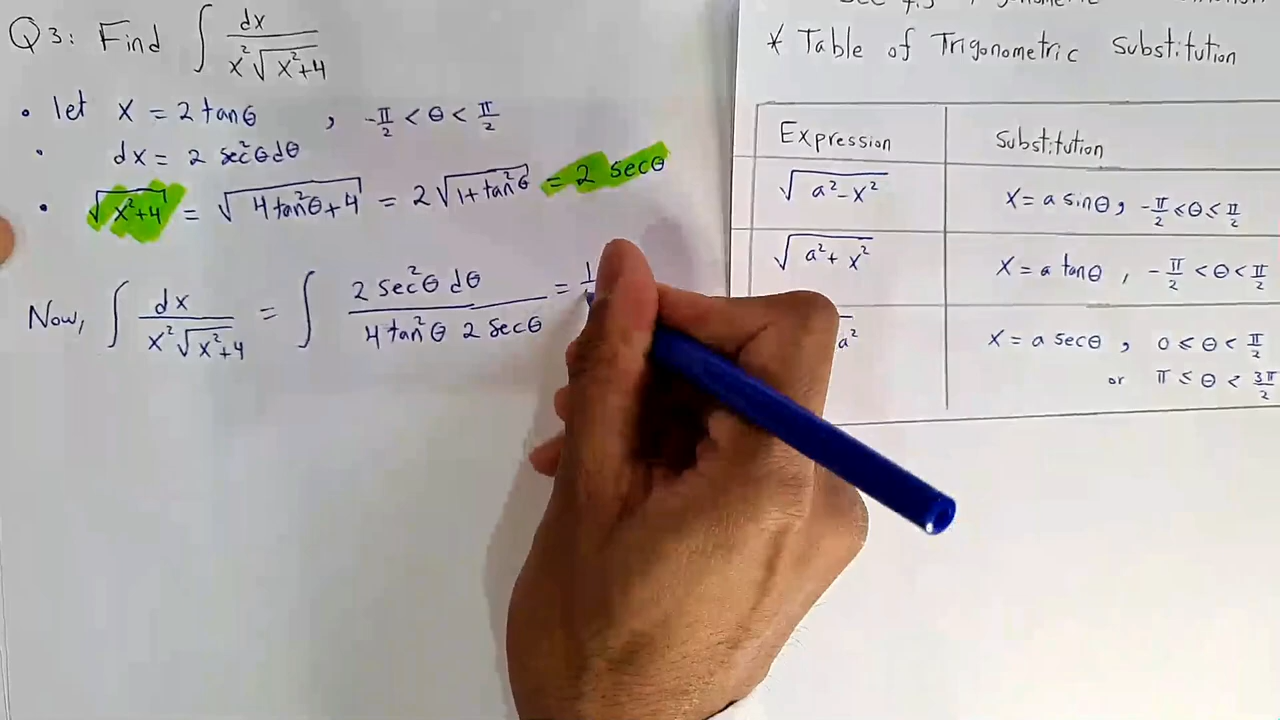 Q3: Find ∫ dx / x²√x²+4
• let x = 2 tanθ , -π/2 < θ < π/2
• dx = 2 sec²θ dθ
• √x²+4 = √4tan²θ+4 = 2√1+tan²θ = 2 secθ
Now, ∫ dx / x²√x²+4 = ∫ 2 sec²θ dθ / 4 tan²θ 2 secθ = 1
* Table of Trigonometric Substitution
Expression Substitution
√a²-x² x = a sinθ, -π/2 ≤ θ ≤ π/2
√a²+x² x = a tanθ , -π/2 < θ < π/2
a² x = a secθ , 0 ≤ θ < π/2
or π ≤ θ < 3π/2